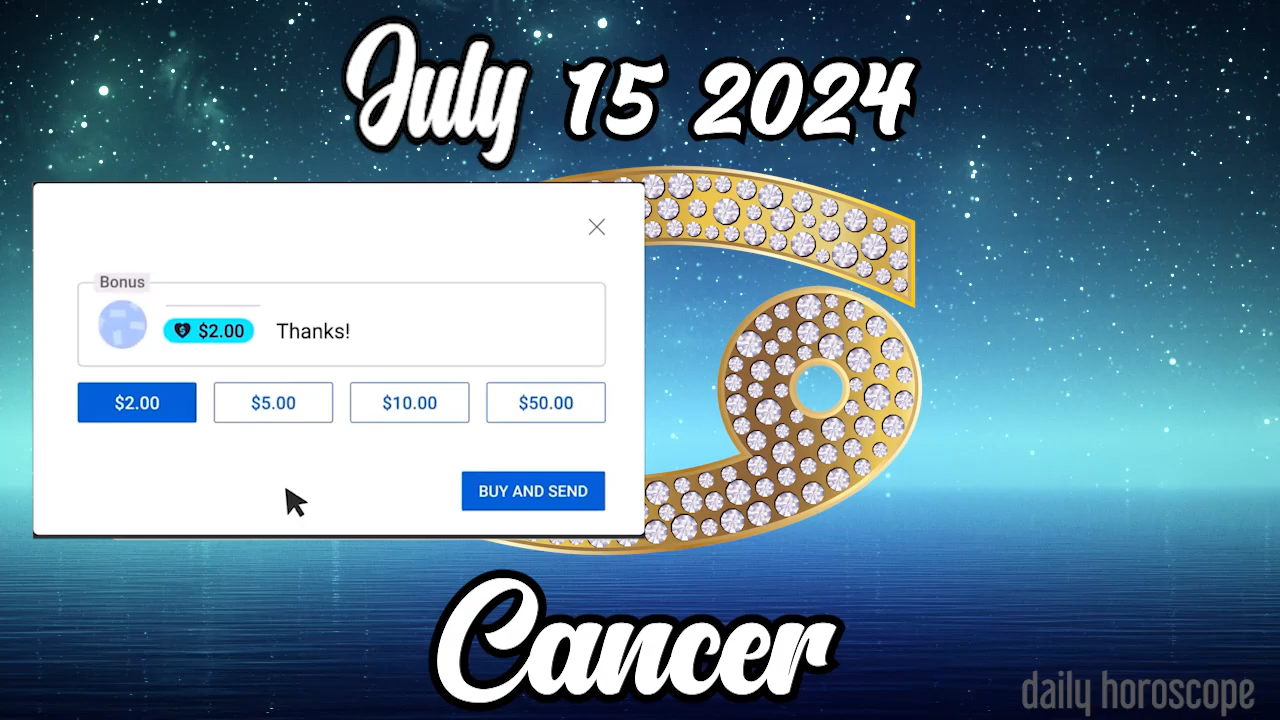 July 15 2024
Bonus
$2.00 Thanks!
$2.00 $5.00 $10.00 $50.00
BUY AND SEND
Cancer
daily horoscope